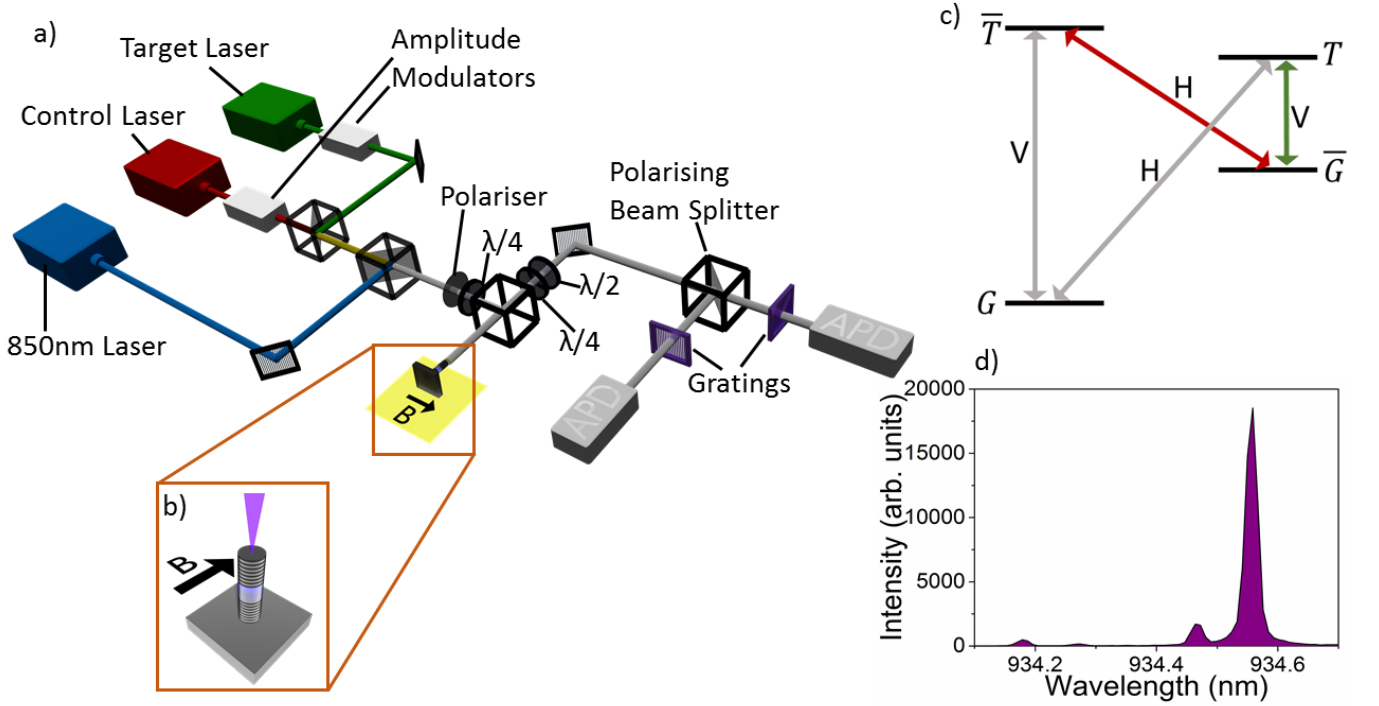 a)
Target Laser
Amplitude
Modulators
Control Laser
Polariser
λ/4
λ/2
λ/4
Polarising
Beam Splitter
850nm Laser
Gratings
APD
APD
B
b)
B
c)
T̅
T
H
V
V
H
G̅
G
d)
Intensity (arb. units)
20000
15000
10000
5000
0
934.2
934.4
934.6
Wavelength (nm)